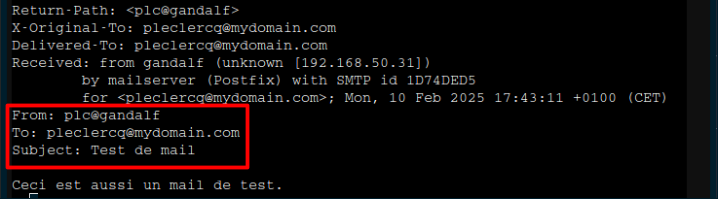 Return-Path: <plc@gandalf>
X-Original-To: pleclercq@mydomain.com
Delivered-To: pleclercq@mydomain.com
Received: from gandalf (unknown [192.168.50.31])
        by mailserver (Postfix) with SMTP id 1D74DED5
        for <pleclercq@mydomain.com>; Mon, 10 Feb 2025 17:43:11 +0100 (CET)
From: plc@gandalf
To: pleclercq@mydomain.com
Subject: Test de mail

Ceci est aussi un mail de test.